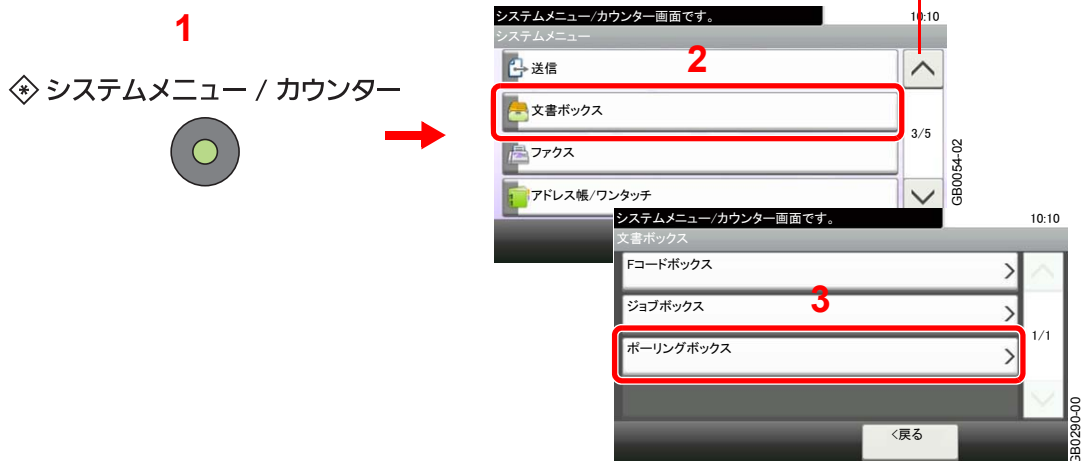 1
システムメニュー / カウンター
システムメニュー/カウンター画面です。
10:10
システムメニュー
2
送信
文書ボックス
3/5
ファクス
アドレス帳/ワンタッチ
GB0054-02
システムメニュー/カウンター画面です。
10:10
文書ボックス
Fコードボックス
ジョブボックス
3
ポーリングボックス
1/1
<戻る
GB0290-00